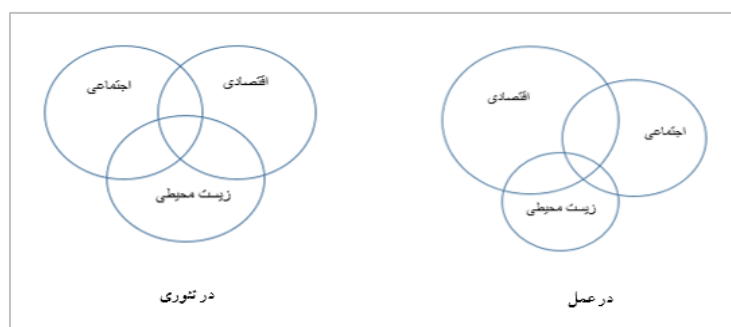 اقتصادی
اجتماعی
زیست محیطی
در عمل
اقتصادی
اجتماعی
زیست محیطی
در تئوری